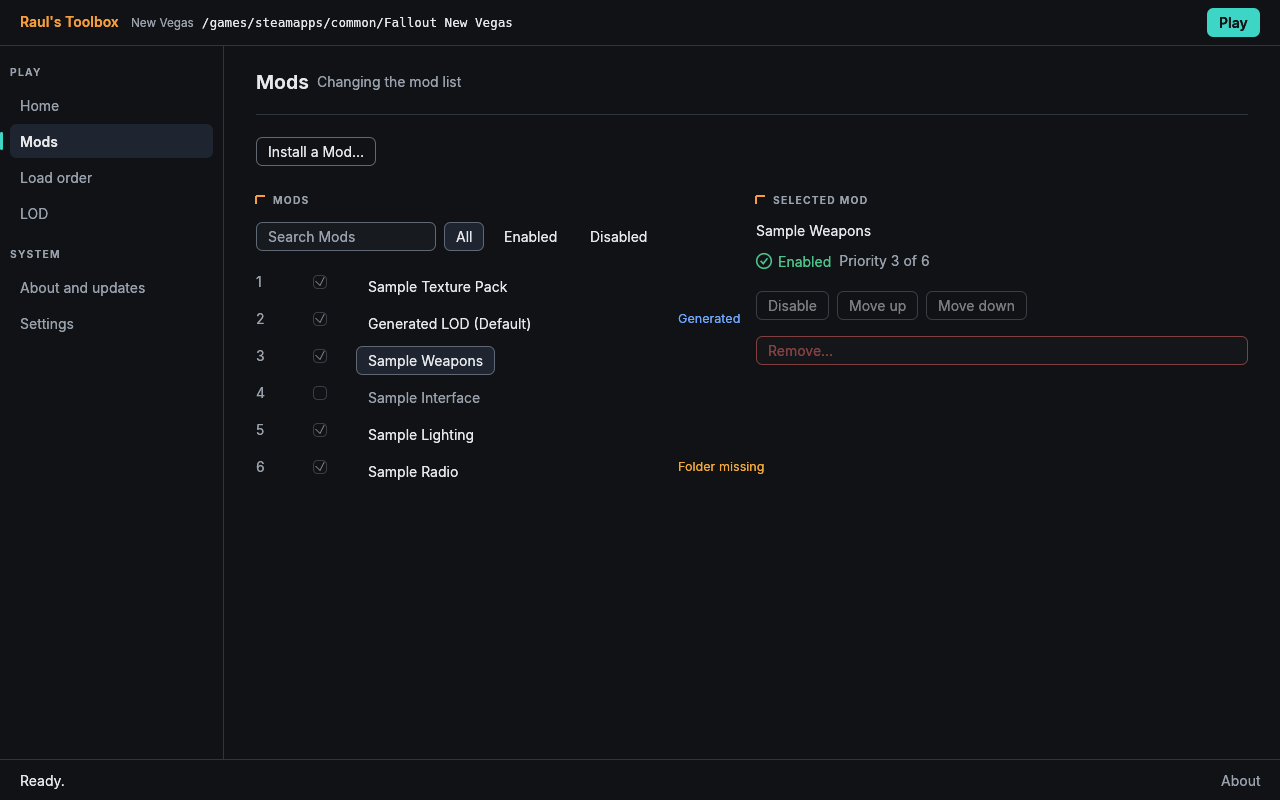 Raul's Toolbox New Vegas /games/steamapps/common/Fallout New Vegas Play
PLAY
Home
Mods
Load order
LOD
SYSTEM
About and updates
Settings
Mods Changing the mod list
Install a Mod...
MODS
Search Mods All Enabled Disabled
1 Sample Texture Pack
2 Generated LOD (Default) Generated
3 Sample Weapons
4 Sample Interface
5 Sample Lighting
6 Sample Radio Folder missing
SELECTED MOD
Sample Weapons
Enabled Priority 3 of 6
Disable Move up Move down
Remove...
Ready. About